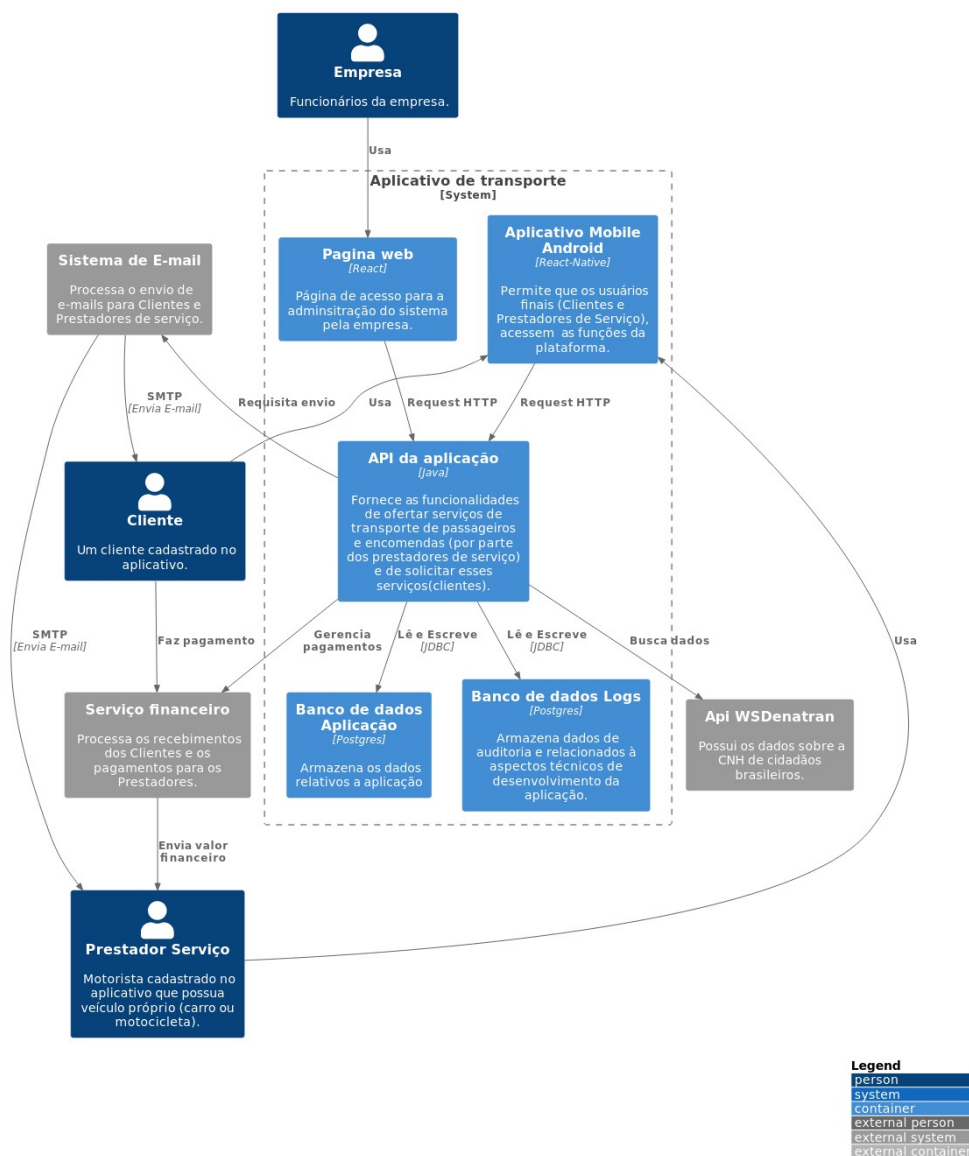 Empresa
Funcionários da empresa.
Usa
Aplicativo de transporte
[System]
Pagina web
[React]
Página de acesso para a
adminsitração do sistema
pela empresa.
Aplicativo Mobile
Android
[React-Native]
Permite que os usuários
finais (Clientes e
Prestadores de Serviço),
acessem as funções da
plataforma.
Sistema de E-mail
Processa o envio de
e-mails para Clientes e
Prestadores de serviço.
SMTP
[Envia E-mail]
Requisita envio
Usa
Request HTTP
Request HTTP
Cliente
Um cliente cadastrado no
aplicativo.
API da aplicação
[Java]
Fornece as funcionalidades
de ofertar serviços de
transporte de passageiros
e encomendas (por parte
dos prestadores de serviço)
e de solicitar esses
serviços(clientes).
SMTP
[Envia E-mail]
Faz pagamento
Gerencia
pagamentos
Lê e Escreve
[JDBC]
Lê e Escreve
[JDBC]
Busca dados
Usa
Serviço financeiro
Processa os recebimentos
dos Clientes e os
pagamentos para os
Prestadores.
Banco de dados
Aplicação
[Postgres]
Armazena os dados
relativos a aplicação
Banco de dados Logs
[Postgres]
Armazena dados de
auditoria e relacionados à
aspectos técnicos de
desenvolvimento da
aplicação.
Api WSDenatran
Possui os dados sobre a
CNH de cidadãos
brasileiros.
Envia valor
financeiro
Prestador Serviço
Motorista cadastrado no
aplicativo que possua
veículo próprio (carro ou
motocicleta).
Legend
person
system
container
external person
external system
external container